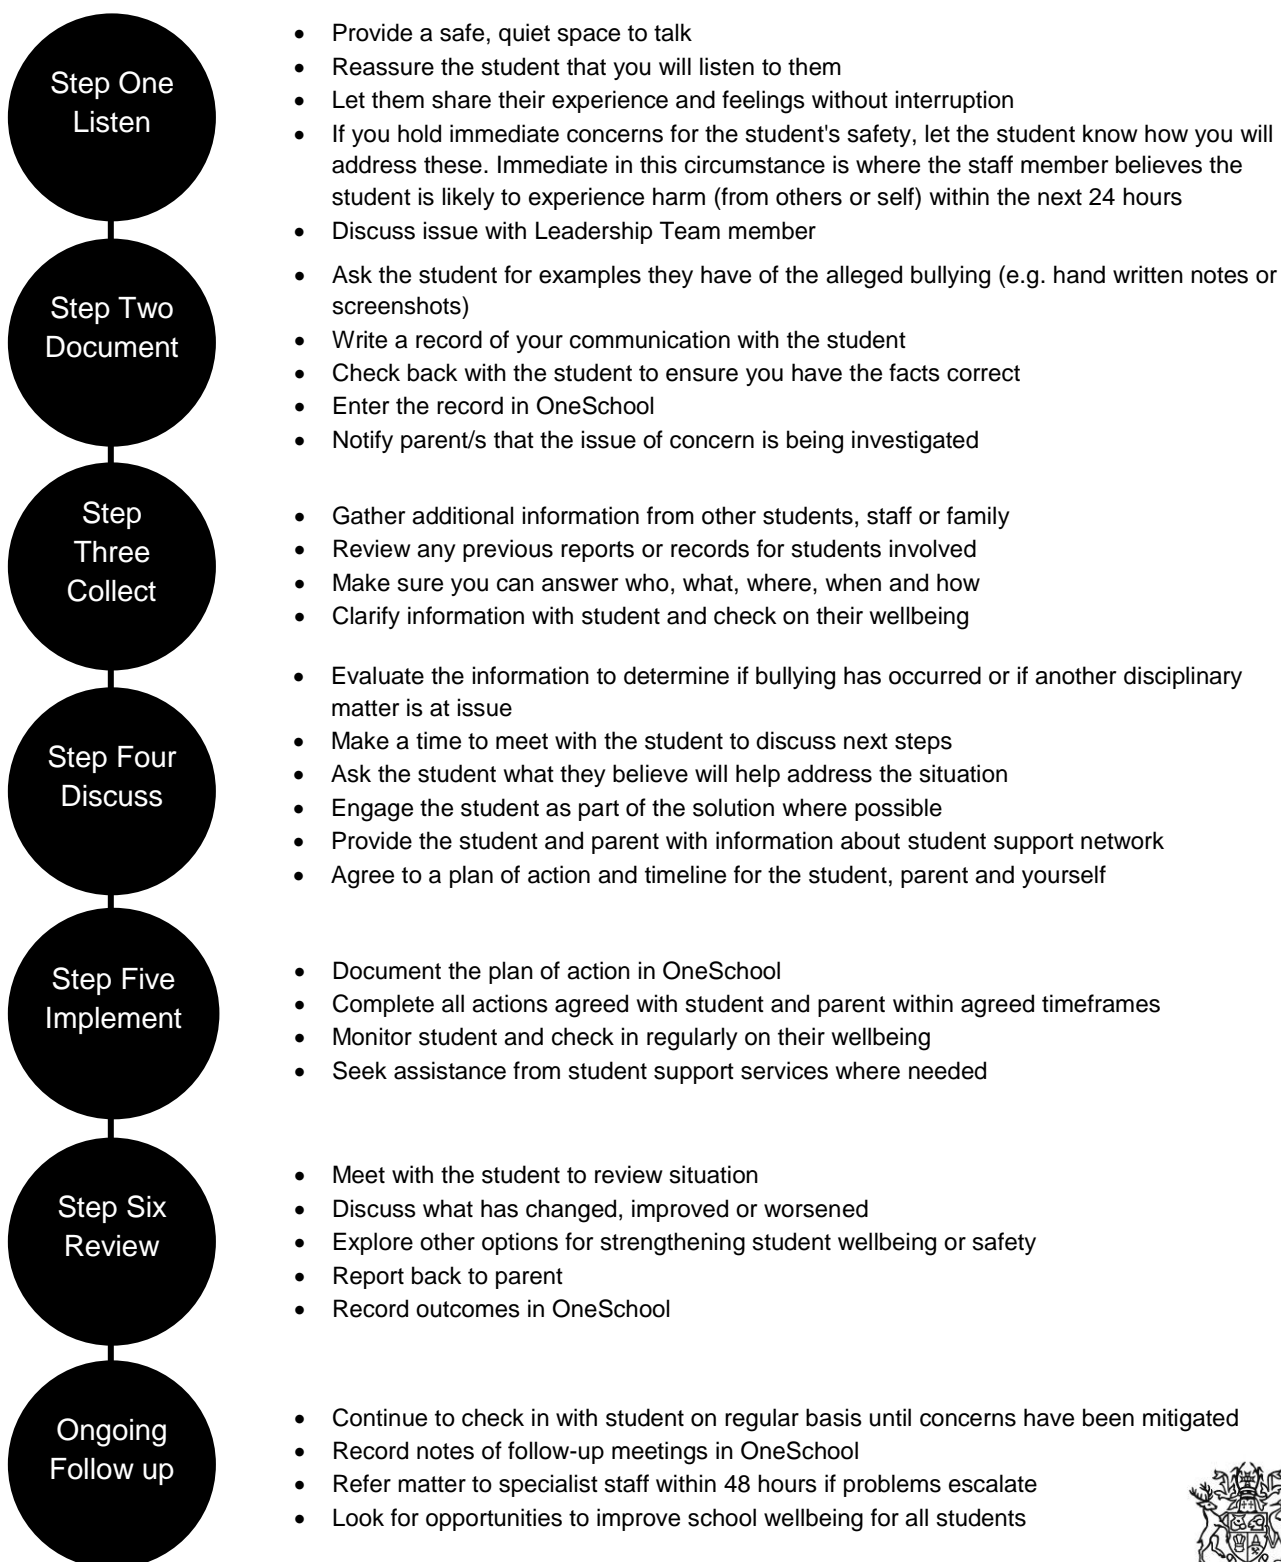 Step One
Listen
• Provide a safe, quiet space to talk
• Reassure the student that you will listen to them
• Let them share their experience and feelings without interruption
• If you hold immediate concerns for the student's safety, let the student know how you will
address these. Immediate in this circumstance is where the staff member believes the
student is likely to experience harm (from others or self) within the next 24 hours
• Discuss issue with Leadership Team member
Step Two
Document
• Ask the student for examples they have of the alleged bullying (e.g. hand written notes or
screenshots)
• Write a record of your communication with the student
• Check back with the student to ensure you have the facts correct
• Enter the record in OneSchool
• Notify parent/s that the issue of concern is being investigated
Step
Three
Collect
• Gather additional information from other students, staff or family
• Review any previous reports or records for students involved
• Make sure you can answer who, what, where, when and how
• Clarify information with student and check on their wellbeing
Step Four
Discuss
• Evaluate the information to determine if bullying has occurred or if another disciplinary
matter is at issue
• Make a time to meet with the student to discuss next steps
• Ask the student what they believe will help address the situation
• Engage the student as part of the solution where possible
• Provide the student and parent with information about student support network
• Agree to a plan of action and timeline for the student, parent and yourself
Step Five
Implement
• Document the plan of action in OneSchool
• Complete all actions agreed with student and parent within agreed timeframes
• Monitor student and check in regularly on their wellbeing
• Seek assistance from student support services where needed
Step Six
Review
• Meet with the student to review situation
• Discuss what has changed, improved or worsened
• Explore other options for strengthening student wellbeing or safety
• Report back to parent
• Record outcomes in OneSchool
Ongoing
Follow up
• Continue to check in with student on regular basis until concerns have been mitigated
• Record notes of follow-up meetings in OneSchool
• Refer matter to specialist staff within 48 hours if problems escalate
• Look for opportunities to improve school wellbeing for all students